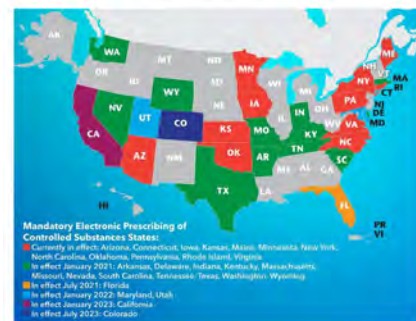 AK
WA
MT
ND
MN
ME
OR
ID
SD
WI
MI
NH
VT
NY
MA
RI
CT
WY
NE
IA
PA
NJ
DE
MD
NV
UT
CO
KS
MO
IL
IN
OH
WV
VA
KY
CA
AZ
NM
OK
AR
TN
NC
SC
TX
LA
MS
AL
GA
FL
HI
PR
VI
Mandatory Electronic Prescribing of
Controlled Substances States:
Currently in effect: Arizona, Connecticut, Iowa, Kansas, Maine, Minnesota, New York,
North Carolina, Oklahoma, Pennsylvania, Rhode Island, Virginia
In effect January 2021: Arkansas, Delaware, Indiana, Kentucky, Massachusetts,
Missouri, Nevada, South Carolina, Tennessee, Texas, Washington, Wyoming
In effect July 2021: Florida
In effect January 2022: Maryland, Utah
In effect January 2023: California
In effect July 2023: Colorado